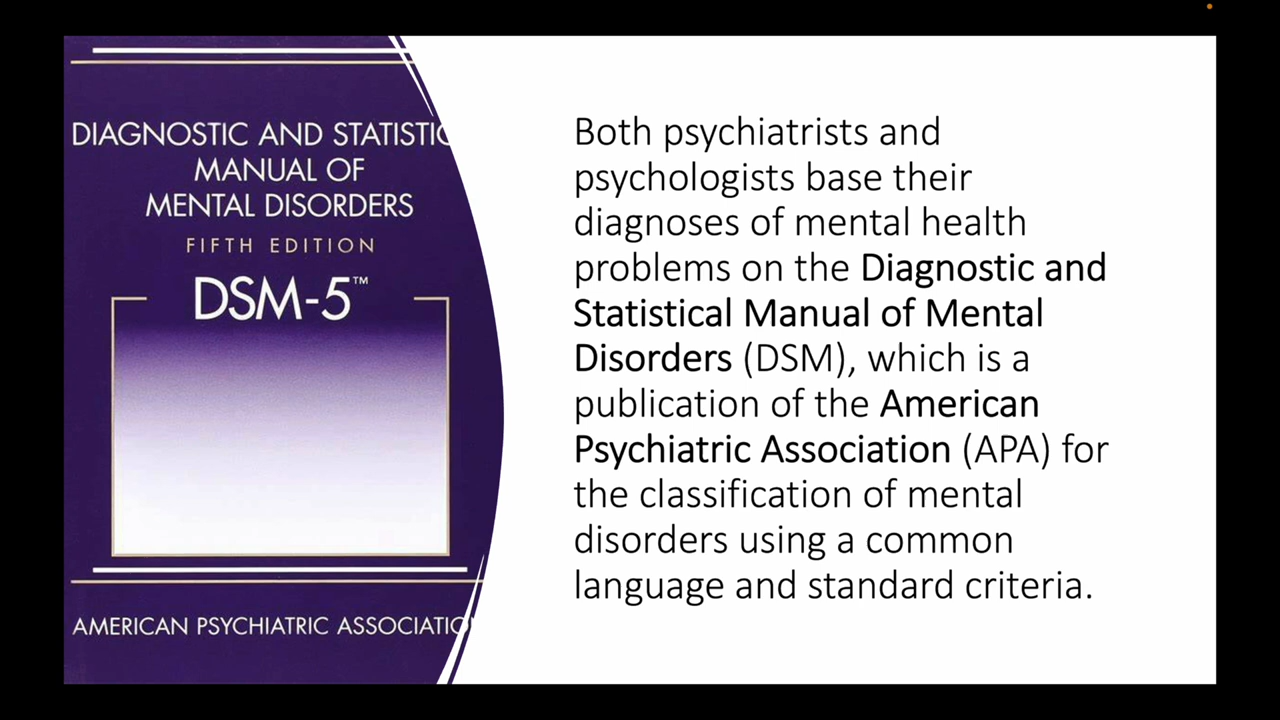 DIAGNOSTIC AND STATISTIC
MANUAL OF
MENTAL DISORDERS
FIFTH EDITION
DSM-5™
AMERICAN PSYCHIATRIC ASSOCIATIO
Both psychiatrists and
psychologists base their
diagnoses of mental health
problems on the Diagnostic and
Statistical Manual of Mental
Disorders (DSM), which is a
publication of the American
Psychiatric Association (APA) for
the classification of mental
disorders using a common
language and standard criteria.